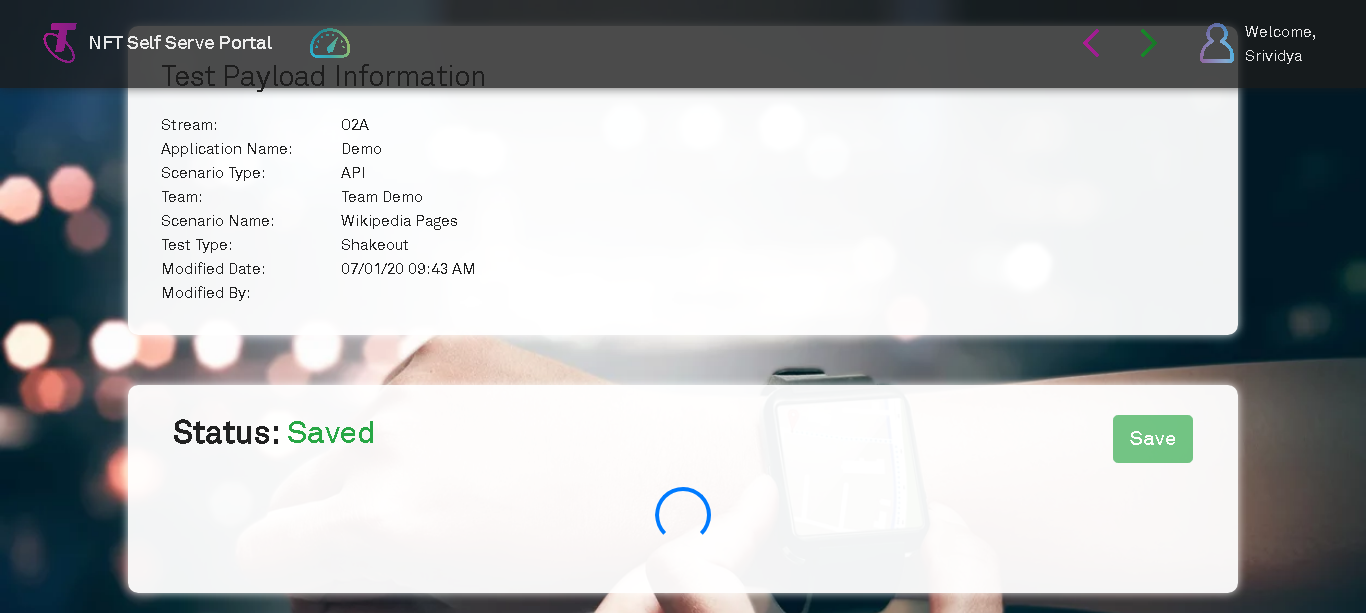 NFT Self Serve Portal
Welcome,
Srividya
Test Payload Information
Stream: O2A
Application Name: Demo
Scenario Type: API
Team: Team Demo
Scenario Name: Wikipedia Pages
Test Type: Shakeout
Modified Date: 07/01/20 09:43 AM
Modified By:
Status: Saved
Save